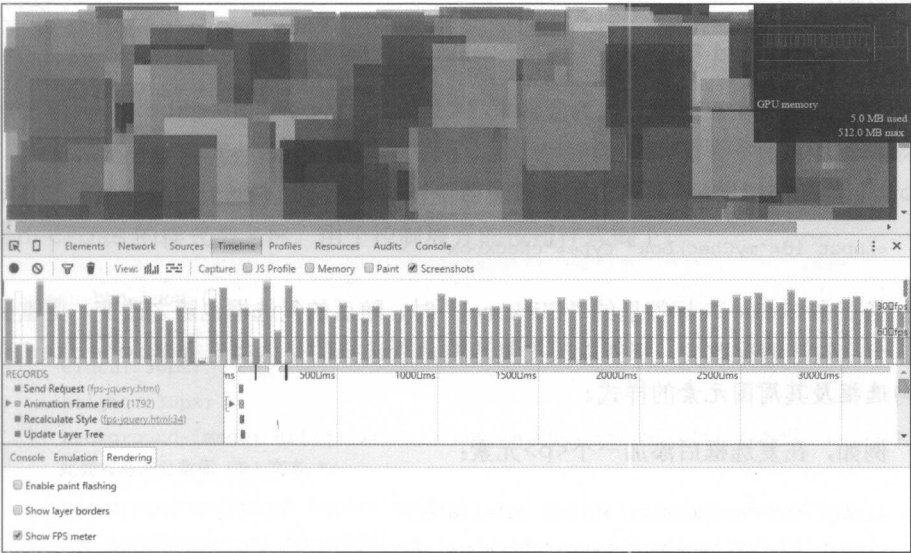 GPU memory
5.0 MB used
512.0 MB max
Elements Network Sources Timeline Profiles Resources Audits Console
View: Capture: JS Profile Memory Paint Screenshots
300fps
600fps
RECORDS
ms 500ms 1000ms 1500ms 2000ms 2500ms 3000ms
Send Request (fps-jquery.html)
Animation Frame Fired (1792)
Recalculate Style (fps-jquery.html:34)
Update Layer Tree
Console Emulation Rendering
Enable paint flashing
Show layer borders
Show FPS meter